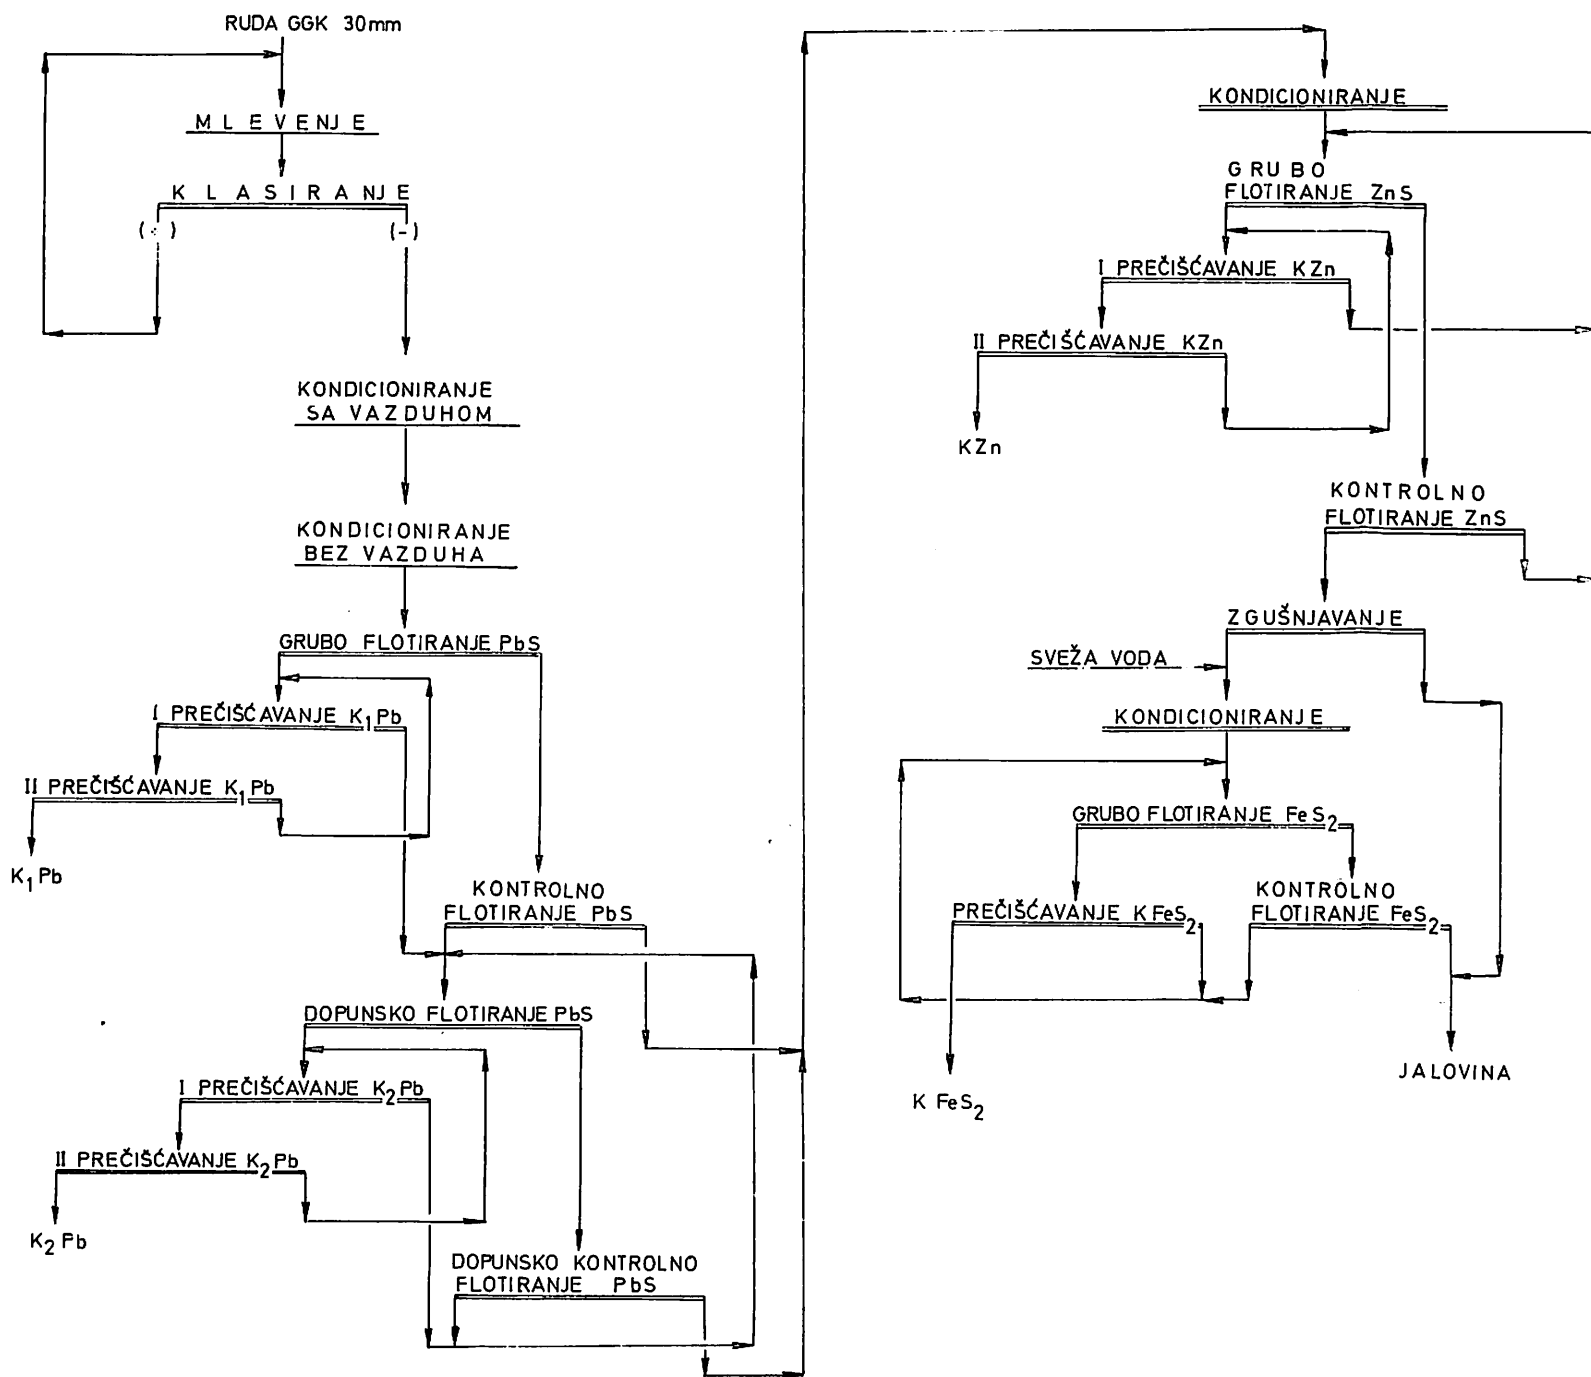 RUDA GGK 30mm
MLEVENJE
KLASIRANJE
(+)
(-)
KONDICIONIRANJE
SA VAZDUHOM
KONDICIONIRANJE
BEZ VAZDUHA
GRUBO FLOTIRANJE PbS
I PREČIŠĆAVANJE K₁Pb
II PREČIŠĆAVANJE K₁Pb
K₁Pb
KONTROLNO
FLOTIRANJE PbS
DOPUNSKO FLOTIRANJE PbS
I PREČIŠĆAVANJE K₂Pb
II PREČIŠĆAVANJE K₂Pb
K₂Pb
DOPUNSKO KONTROLNO
FLOTIRANJE PbS
KONDICIONIRANJE
GRUBO
FLOTIRANJE ZnS
I PREČIŠĆAVANJE KZn
II PREČIŠĆAVANJE KZn
KZn
KONTROLNO
FLOTIRANJE ZnS
ZGUŠNJAVANJE
SVEŽA VODA
KONDICIONIRANJE
GRUBO FLOTIRANJE FeS₂
PREČIŠĆAVANJE KFeS₂
KONTROLNO
FLOTIRANJE FeS₂
K FeS₂
JALOVINA